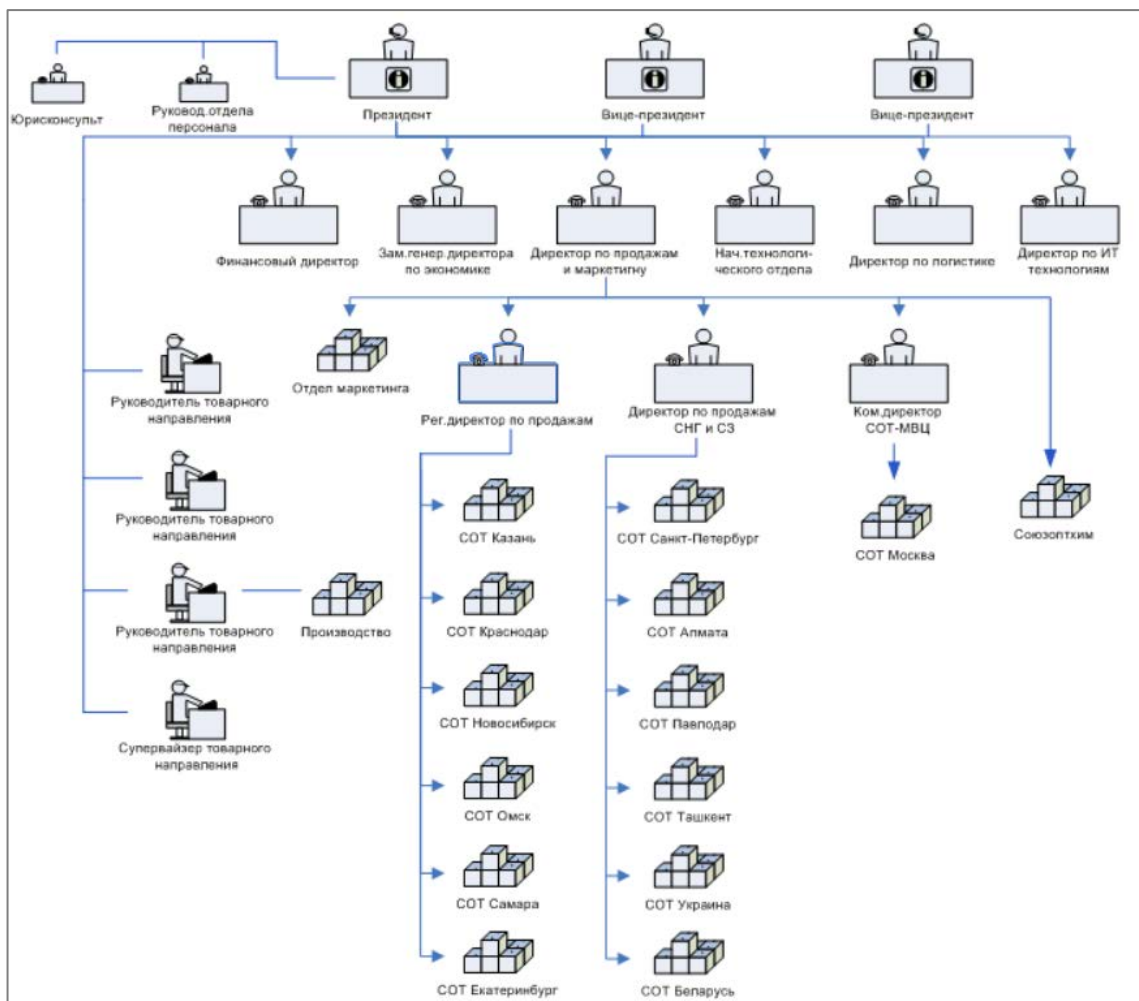 Юрисконсульт
Руковод.отдела
персонала
Президент
Вице-президент
Вице-президент
Финансовый директор
Зам.генер.директора
по экономике
Директор по продажам
и маркетигну
Нач.технологи-
ческого отдела
Директор по логистике
Директор по ИТ
технологиям
Руководитель товарного
направления
Отдел маркетинга
Рег.директор по продажам
Директор по продажам
СНГ и СЗ
Ком.директор
СОТ-МВЦ
Руководитель товарного
направления
СОТ Казань
СОТ Санкт-Петербург
СОТ Москва
Союзоптхим
Руководитель товарного
направления
Производство
СОТ Краснодар
СОТ Алмата
Супервайзер товарного
направления
СОТ Новосибирск
СОТ Павлодар
СОТ Омск
СОТ Ташкент
СОТ Самара
СОТ Украина
СОТ Екатеринбург
СОТ Беларусь